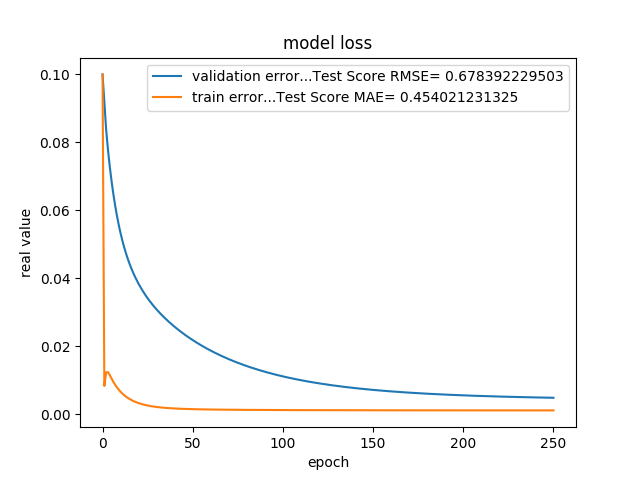 model loss
validation error...Test Score RMSE= 0.678392229503
train error...Test Score MAE= 0.454021231325
real value
0.10
0.08
0.06
0.04
0.02
0.00
0 50 100 150 200 250
epoch